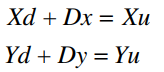 Xd + Dx = Xu
Yd + Dy = Yu